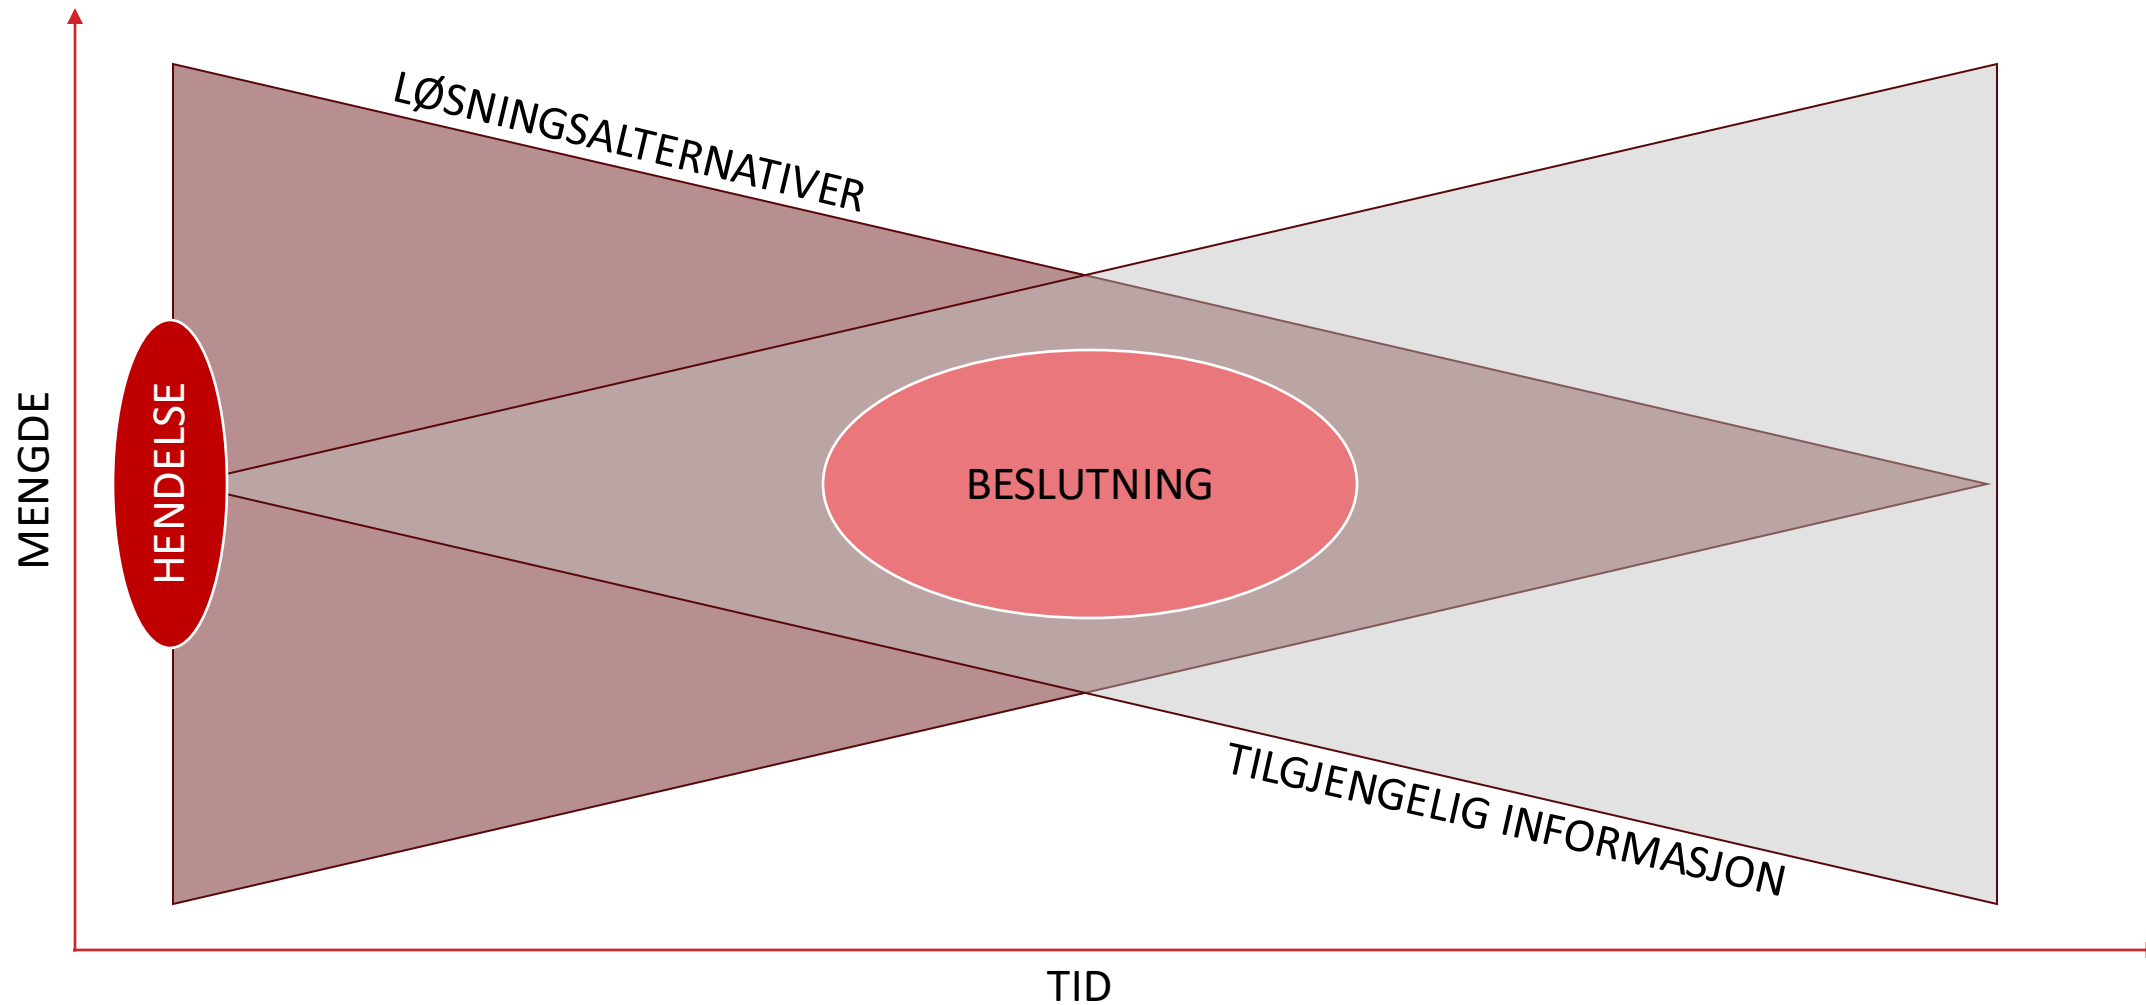 LØSNINGSALTERNATIVER
MENGDE
HENDELSE
BESLUTNING
TILGJENGELIG INFORMASJON
TID